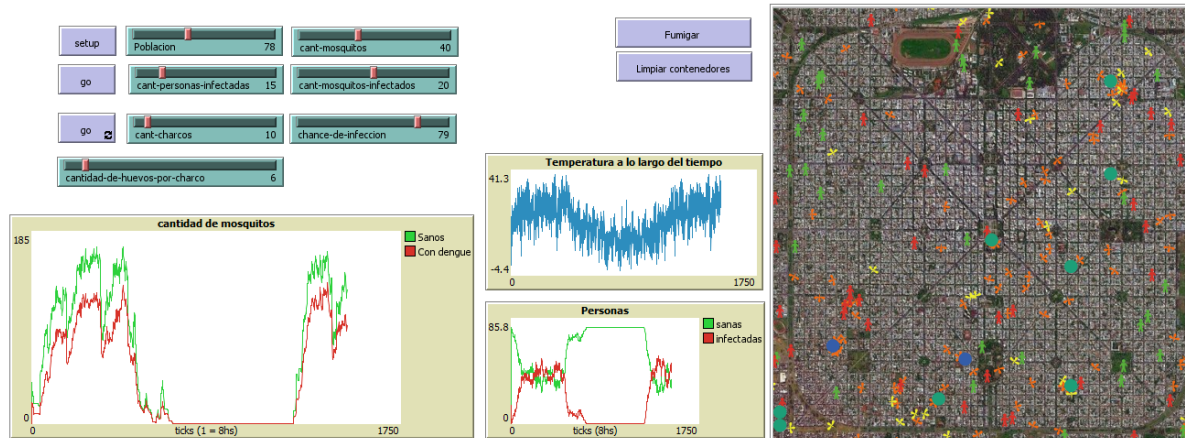 setup
Poblacion 78
cant-mosquitos 40
go
cant-personas-infectadas 15
cant-mosquitos-infectados 20
go
cant-charcos 10
chance-de-infeccion 79
cantidad-de-huevos-por-charco 6
Fumigar
Limpiar contenedores
cantidad de mosquitos
185
0
0
ticks (1 = 8hs)
1750
Sanos
Con dengue
Temperatura a lo largo del tiempo
41.3
-4.4
0
1750
Personas
85.8
0
0
ticks (8hs)
1750
sanas
infectadas